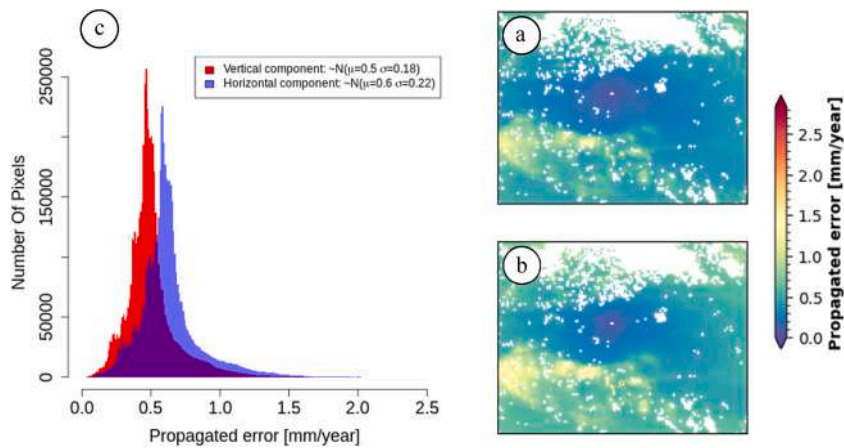 c
Vertical component: ~N(μ=0.5 σ=0.18)
Horizontal component: ~N(μ=0.6 σ=0.22)
Number Of Pixels
250000
150000
50000
0
0.0 0.5 1.0 1.5 2.0 2.5
Propagated error [mm/year]
a
b
2.5
2.0
1.5
1.0
0.5
0.0
Propagated error [mm/year]